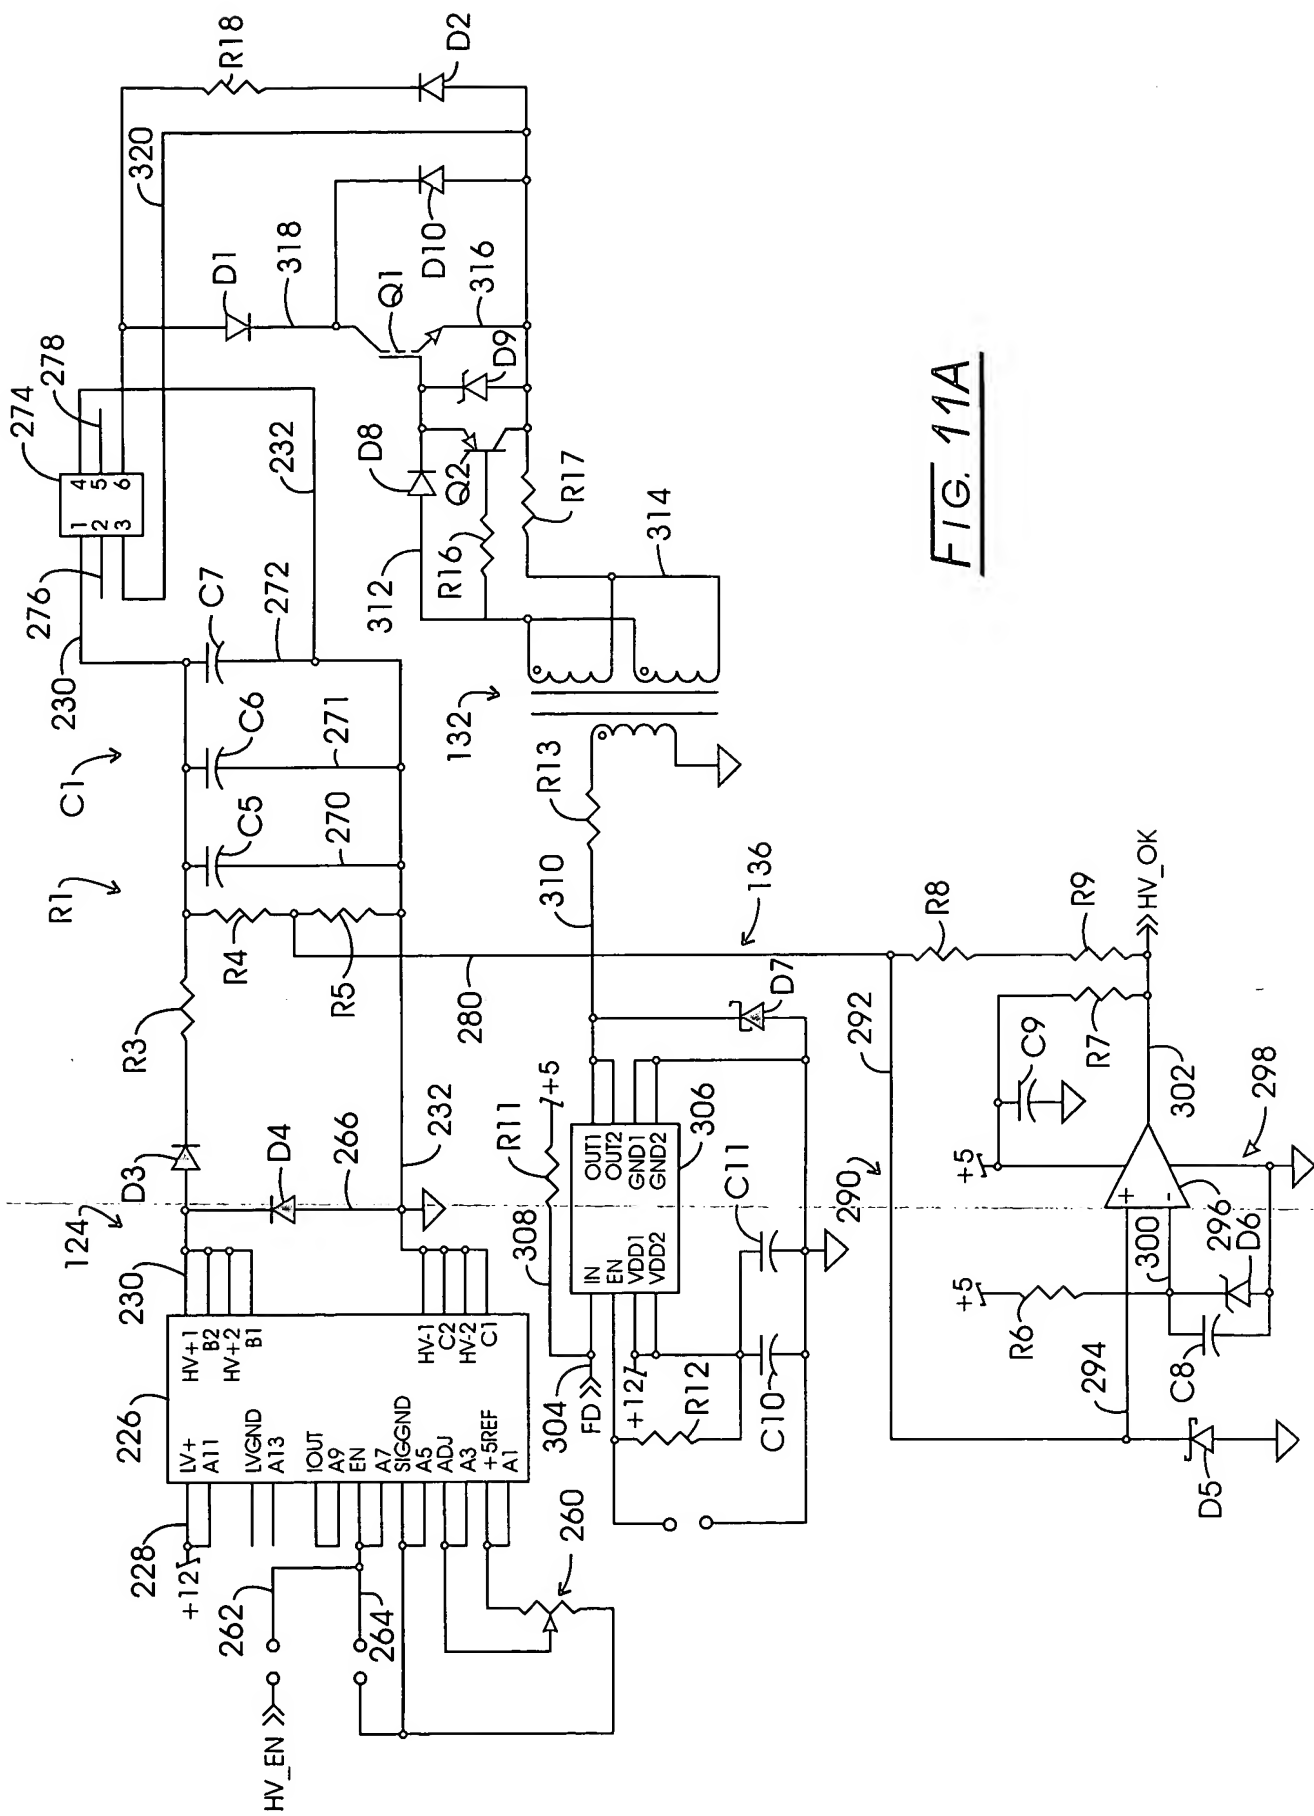 HV_EN
262
264
228
+12
226
LV+
A11
LVGND
A13
IOUT
A9
EN
A7
SIGGND
A5
ADJ
A3
+5REF
A1
HV+1
B2
HV+2
B1
HV-1
C2
HV-2
C1
260
230
124
D3
D4
266
232
R3
R1
R4
R5
C1
C5
C6
C7
270
271
272
230
276
274
1
2
3
4
5
6
278
232
320
R18
D2
D1
318
D10
Q1
316
D9
D8
Q2
312
R16
R17
314
132
R13
310
280
136
304
FD
308
R11
+5
+12
IN
EN
VDD1
VDD2
OUT1
OUT2
GND1
GND2
306
R12
C10
C11
D7
290
292
294
D5
+5
R6
300
C8
D6
296
298
+
-
+5
C9
R7
302
R8
R9
HV_OK
FIG. 11A